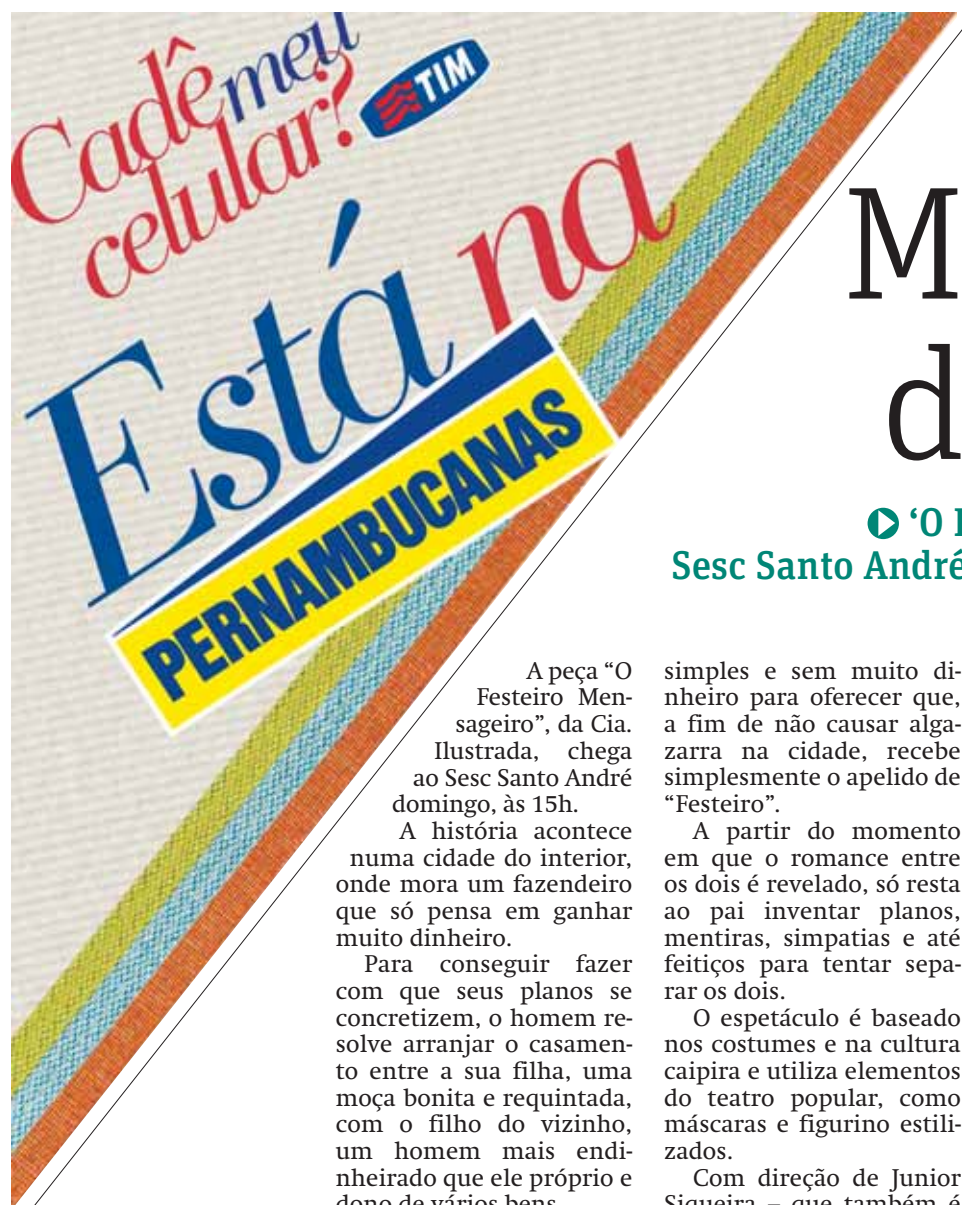 Cadê meu
celular?
TIM
Está na
PERNAMBUCANAS
M
d
‘O
Sesc Santo André
A peça “O
Festeiro Men-
sageiro”, da Cia.
Ilustrada, chega
ao Sesc Santo André
domingo, às 15h.
A história acontece
numa cidade do interior,
onde mora um fazendeiro
que só pensa em ganhar
muito dinheiro.
Para conseguir fazer
com que seus planos se
concretizem, o homem re-
solve arranjar o casamen-
to entre a sua filha, uma
moça bonita e requintada,
com o filho do vizinho,
um homem mais endi-
nheirado que ele próprio e
dono de vários bens
simples e sem muito di-
nheiro para oferecer que,
a fim de não causar alga-
zarra na cidade, recebe
simplesmente o apelido de
“Festeiro”.
A partir do momento
em que o romance entre
os dois é revelado, só resta
ao pai inventar planos,
mentiras, simpatias e até
feitiços para tentar sepa-
rar os dois.
O espetáculo é baseado
nos costumes e na cultura
caipira e utiliza elementos
do teatro popular, como
máscaras e figurino estili-
zados.
Com direção de Junior
Siqueira – que também é